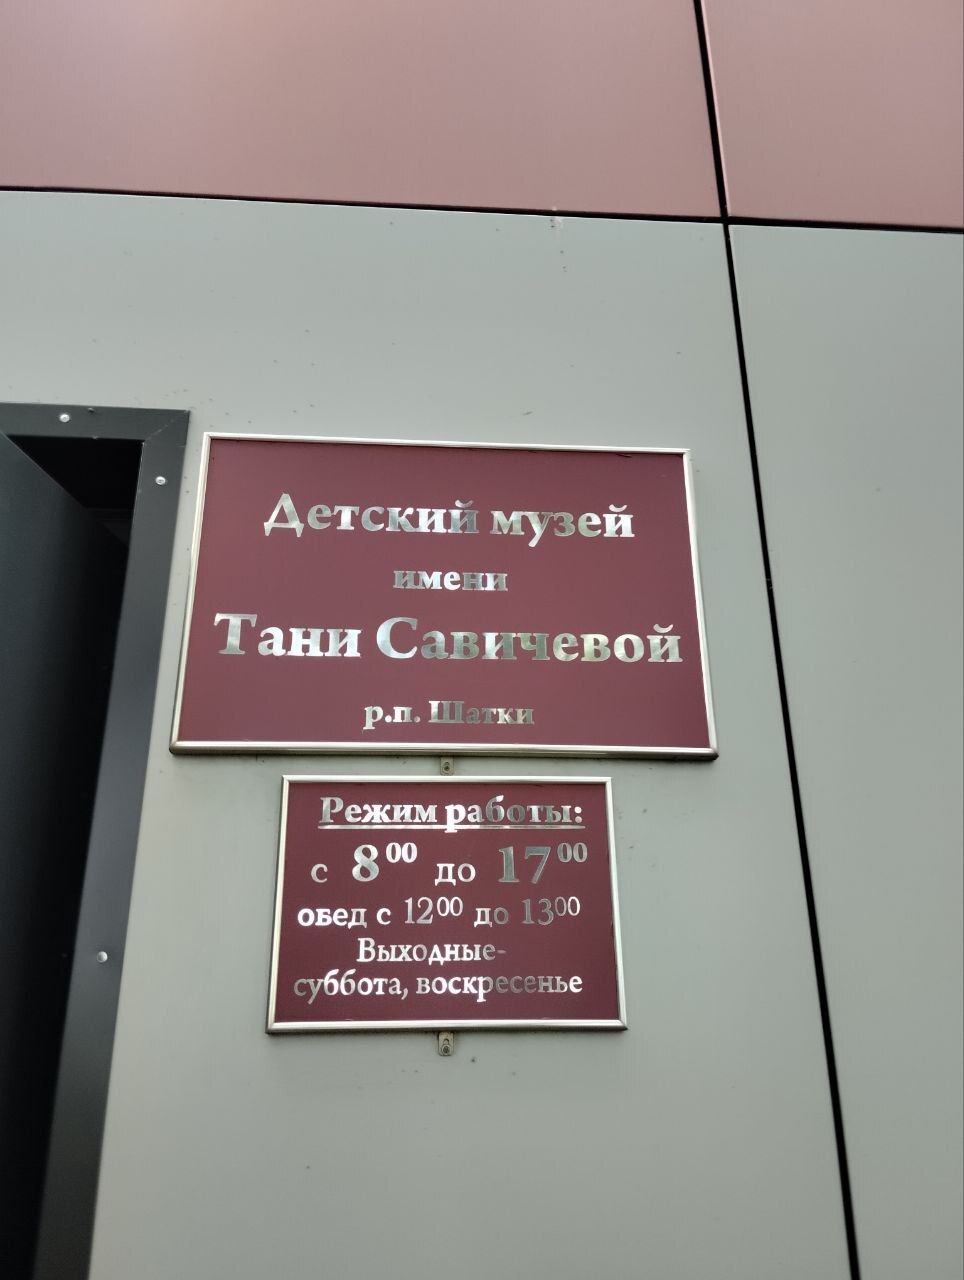 Детский музей
имени
Тани Савичевой
р.п. Шатки
Режим работы:
с 8⁰⁰ до 17⁰⁰
обед с 12⁰⁰ до 13⁰⁰
Выходные-
суббота, воскресенье